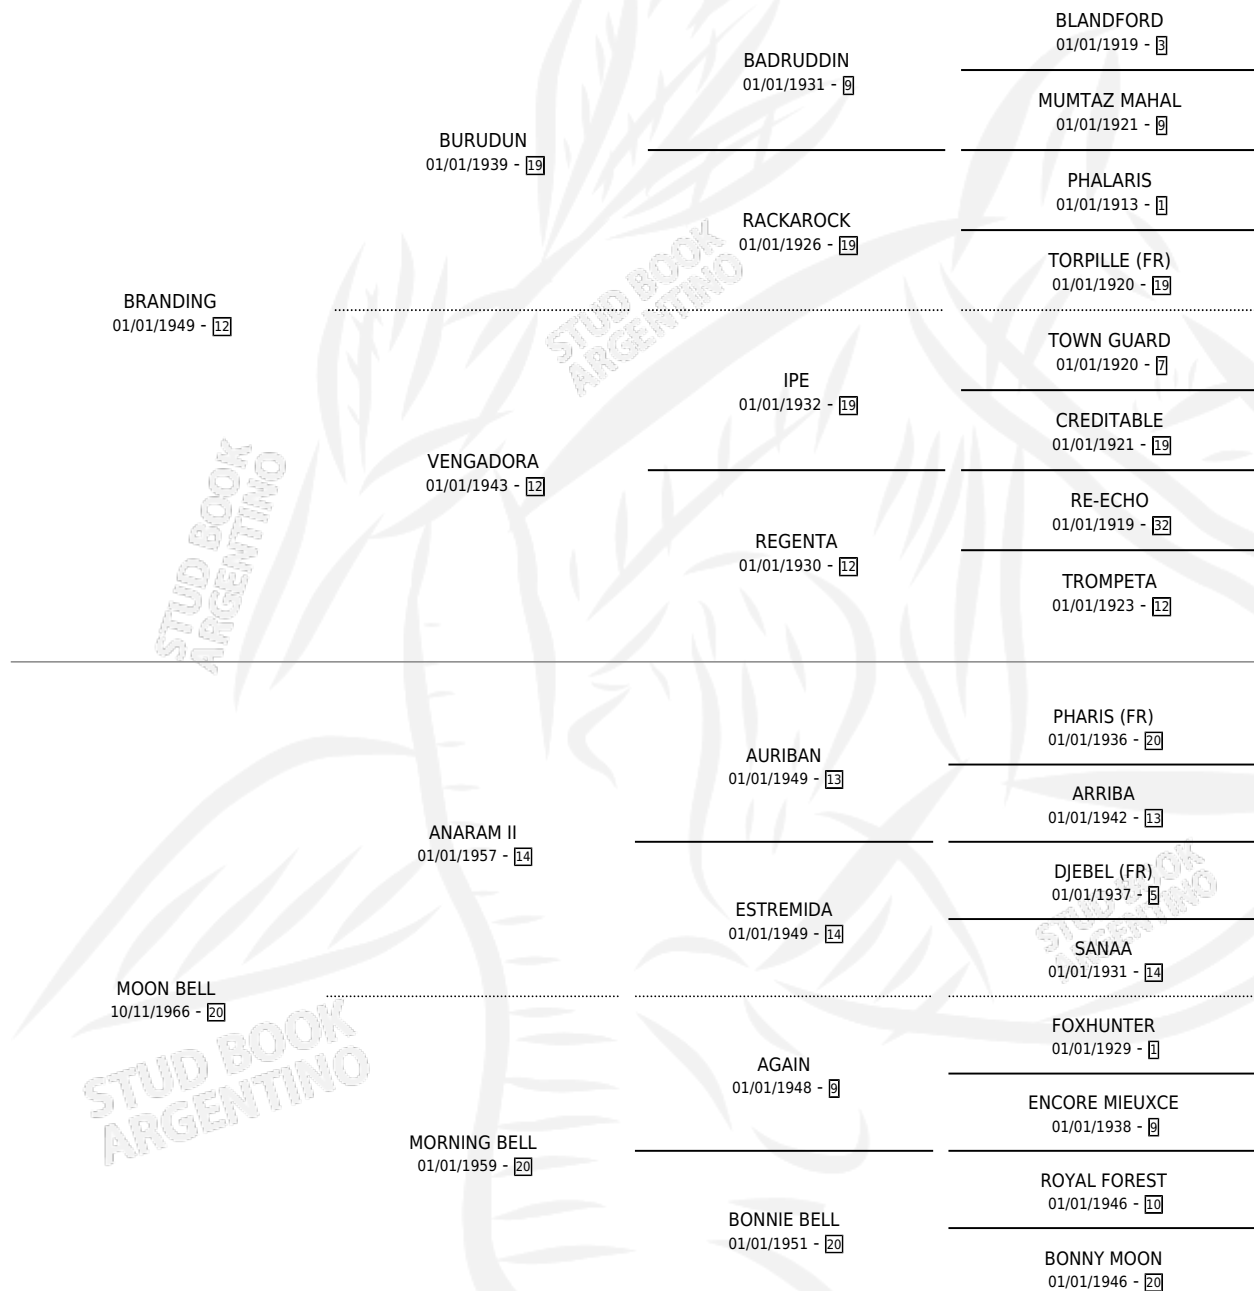 BLANDFORD
01/01/1919 - 3
BADRUDDIN
01/01/1931 - 9
MUMTAZ MAHAL
01/01/1921 - 9
BURUDUN
01/01/1939 - 19
PHALARIS
01/01/1913 - 1
RACKAROCK
01/01/1926 - 19
TORPILLE (FR)
01/01/1920 - 19
BRANDING
01/01/1949 - 12
TOWN GUARD
01/01/1920 - 7
IPE
01/01/1932 - 19
CREDITABLE
01/01/1921 - 19
VENGADORA
01/01/1943 - 12
RE-ECHO
01/01/1919 - 32
REGENTA
01/01/1930 - 12
TROMPETA
01/01/1923 - 12
STUD BOOK
ARGENTINO
STUD BOOK
ARGENTINO
PHARIS (FR)
01/01/1936 - 20
AURIBAN
01/01/1949 - 13
ARRIBA
01/01/1942 - 13
ANARAM II
01/01/1957 - 14
DJEBEL (FR)
01/01/1937 - 5
ESTREMIDA
01/01/1949 - 14
SANAA
01/01/1931 - 14
STUD BOOK
ARGENTINO
MOON BELL
10/11/1966 - 20
FOXHUNTER
01/01/1929 - 1
AGAIN
01/01/1948 - 9
ENCORE MIEUXCE
01/01/1938 - 9
MORNING BELL
01/01/1959 - 20
ROYAL FOREST
01/01/1946 - 10
BONNIE BELL
01/01/1951 - 20
BONNY MOON
01/01/1946 - 20
STUD BOOK
ARGENTINO